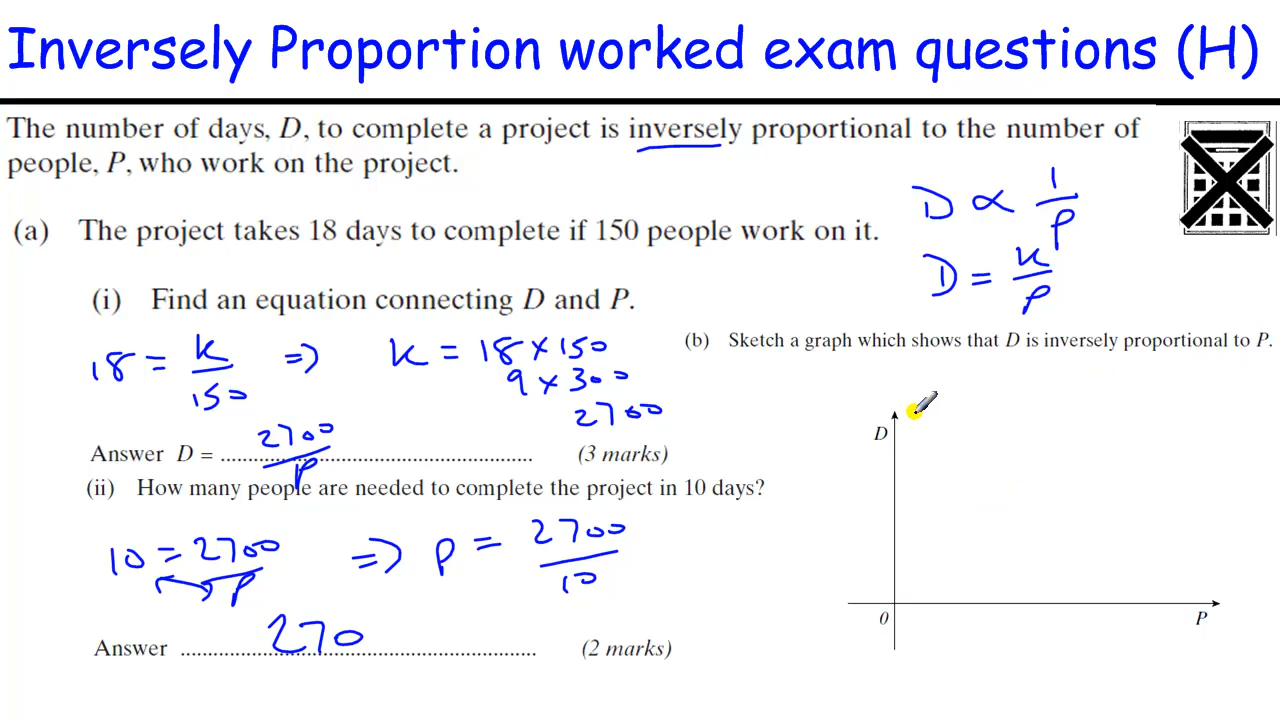 Inversely Proportion worked exam questions (H)
The number of days, D, to complete a project is inversely proportional to the number of
people, P, who work on the project.
D ∝ 1/P
(a) The project takes 18 days to complete if 150 people work on it.
D = K/P
(i) Find an equation connecting D and P.
18 = K/150 => K = 18 × 150
9 × 300
2700
Answer D = 2700/P (3 marks)
(ii) How many people are needed to complete the project in 10 days?
10 = 2700/P => P = 2700/10
Answer 270 (2 marks)
(b) Sketch a graph which shows that D is inversely proportional to P.
D
0
P